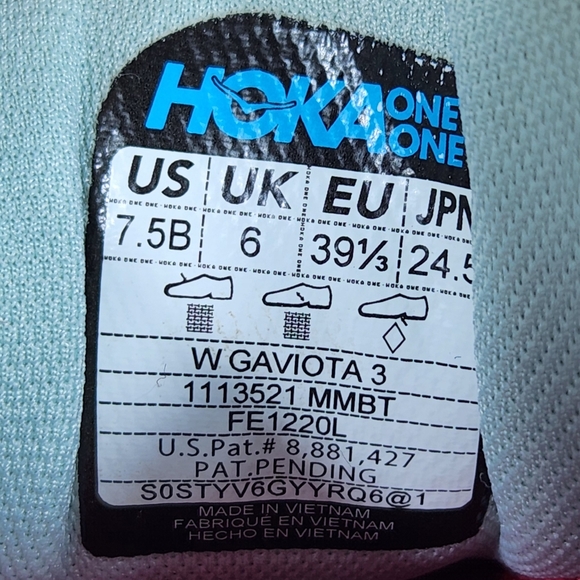 HOKA ONE ONE
US UK EU JPN
7.5B 6 39⅓ 24.5
W GAVIOTA 3
1113521 MMBT
FE1220L
U.S.Pat.# 8,881,427
PAT.PENDING
S0STYV6GYYRQ6@1
MADE IN VIETNAM
FABRIQUÉ EN VIETNAM
HECHO EN VIETNAM